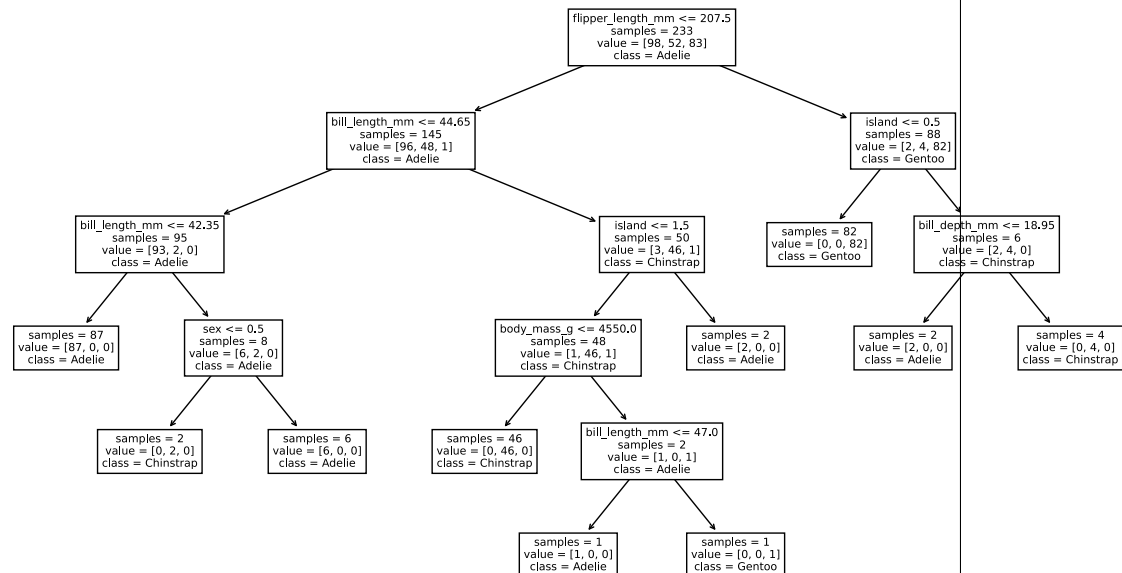 flipper_length_mm <= 207.5
samples = 233
value = [98, 52, 83]
class = Adelie
bill_length_mm <= 44.65
samples = 145
value = [96, 48, 1]
class = Adelie
island <= 0.5
samples = 88
value = [2, 4, 82]
class = Gentoo
bill_length_mm <= 42.35
samples = 95
value = [93, 2, 0]
class = Adelie
island <= 1.5
samples = 50
value = [3, 46, 1]
class = Chinstrap
samples = 82
value = [0, 0, 82]
class = Gentoo
bill_depth_mm <= 18.95
samples = 6
value = [2, 4, 0]
class = Chinstrap
samples = 87
value = [87, 0, 0]
class = Adelie
sex <= 0.5
samples = 8
value = [6, 2, 0]
class = Adelie
body_mass_g <= 4550.0
samples = 48
value = [1, 46, 1]
class = Chinstrap
samples = 2
value = [2, 0, 0]
class = Adelie
samples = 2
value = [2, 0, 0]
class = Adelie
samples = 4
value = [0, 4, 0]
class = Chinstrap
samples = 2
value = [0, 2, 0]
class = Chinstrap
samples = 6
value = [6, 0, 0]
class = Adelie
samples = 46
value = [0, 46, 0]
class = Chinstrap
bill_length_mm <= 47.0
samples = 2
value = [1, 0, 1]
class = Adelie
samples = 1
value = [1, 0, 0]
class = Adelie
samples = 1
value = [0, 0, 1]
class = Gentoo